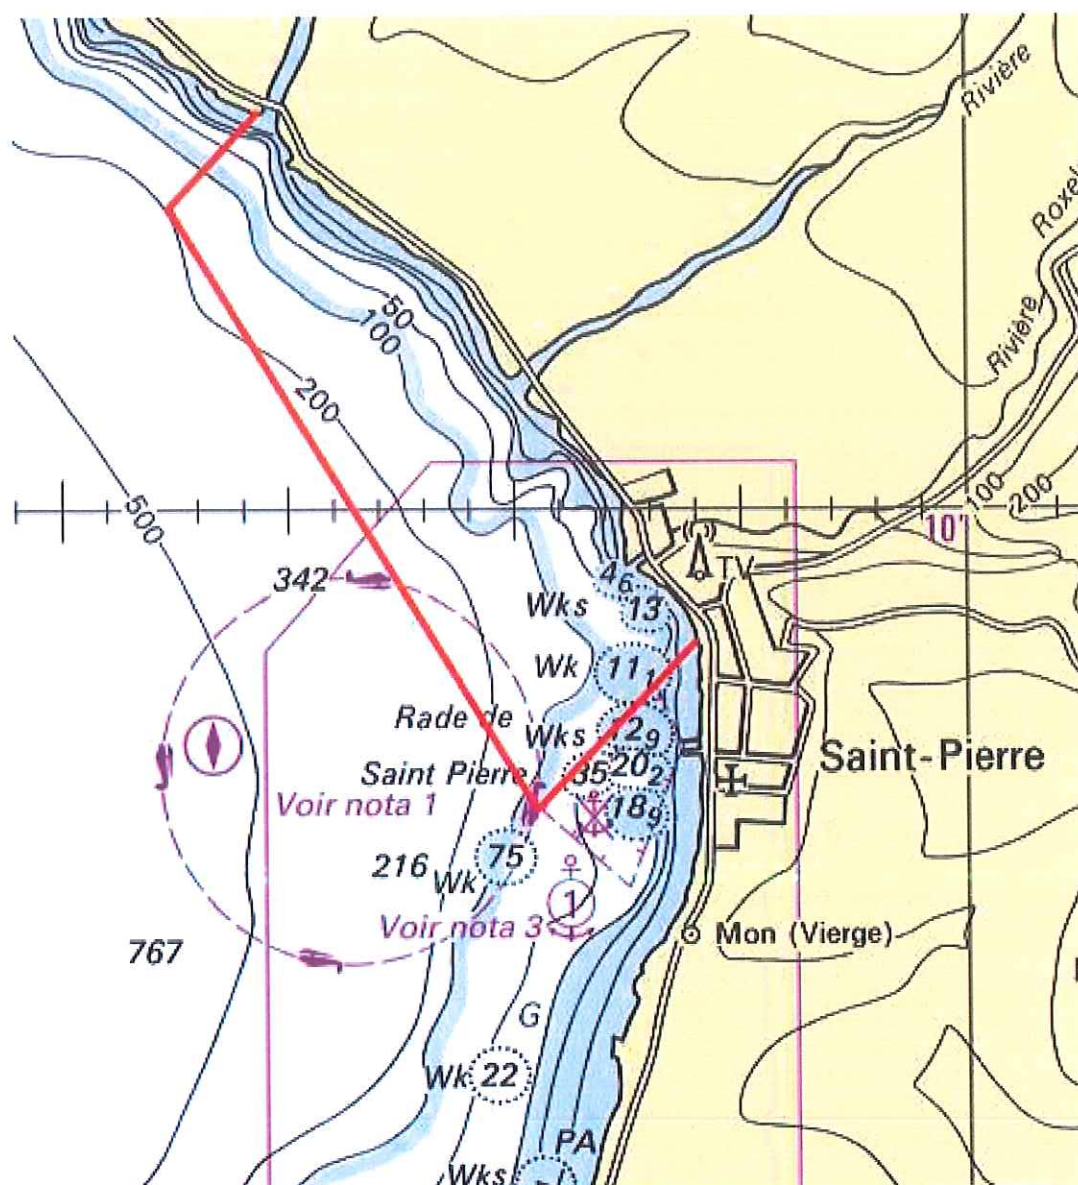 Rivière
Roxel
Rivière
50
100
200
500
100
200
10'
342
TV
46
13
Wks
Wk
111
Rade de
Wks
129
Saint Pierre
35
202
Saint-Pierre
Voir nota 1
189
216
75
Wk
1
Voir nota 3
Mon (Vierge)
767
G
Wk
22
PA
Wks